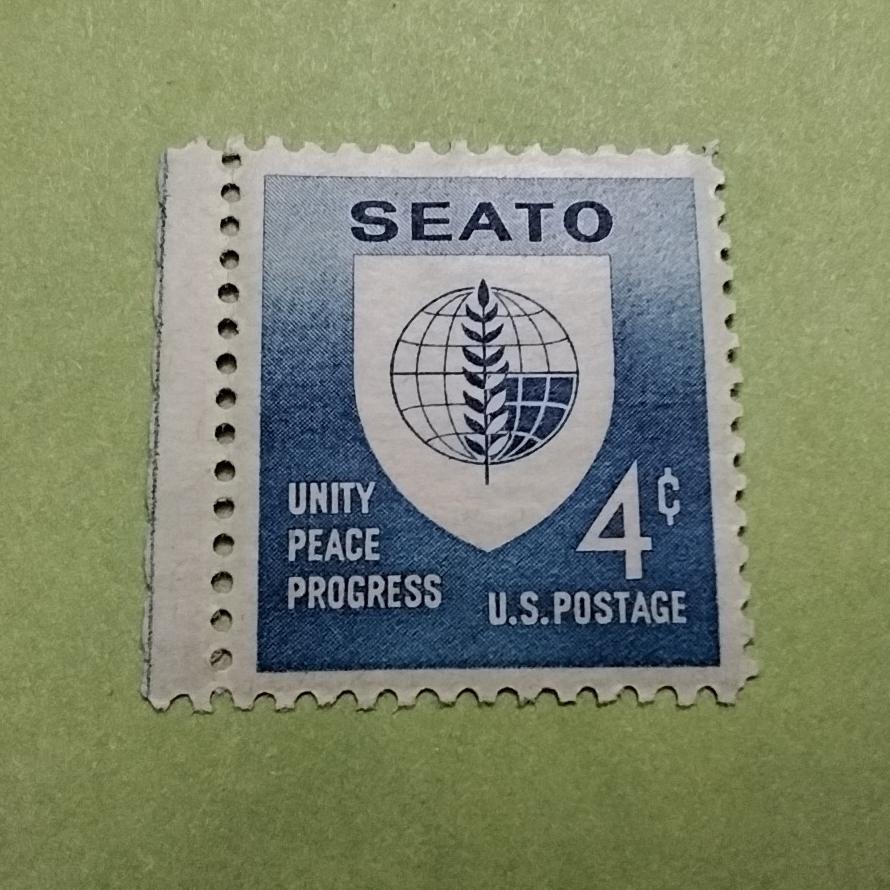 SEATO
UNITY
PEACE
PROGRESS
4¢
U.S.POSTAGE